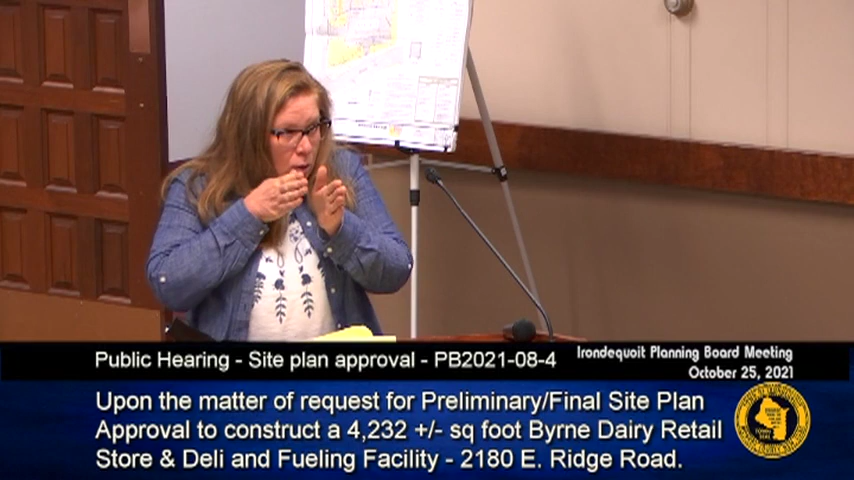 Public Hearing - Site plan approval - PB2021-08-4
Irondequoit Planning Board Meeting
October 25, 2021
Upon the matter of request for Preliminary/Final Site Plan
Approval to construct a 4,232 +/- sq foot Byrne Dairy Retail
Store & Deli and Fueling Facility - 2180 E. Ridge Road.